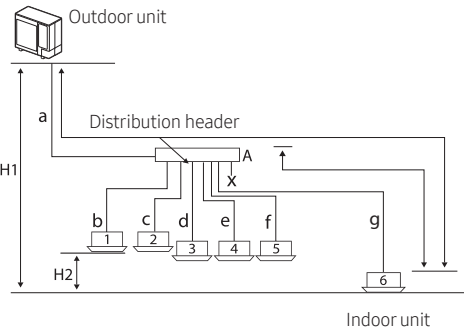 Outdoor unit
a
Distribution header
A
H1
x
b
c
d
e
f
g
1
2
3
4
5
6
H2
Indoor unit